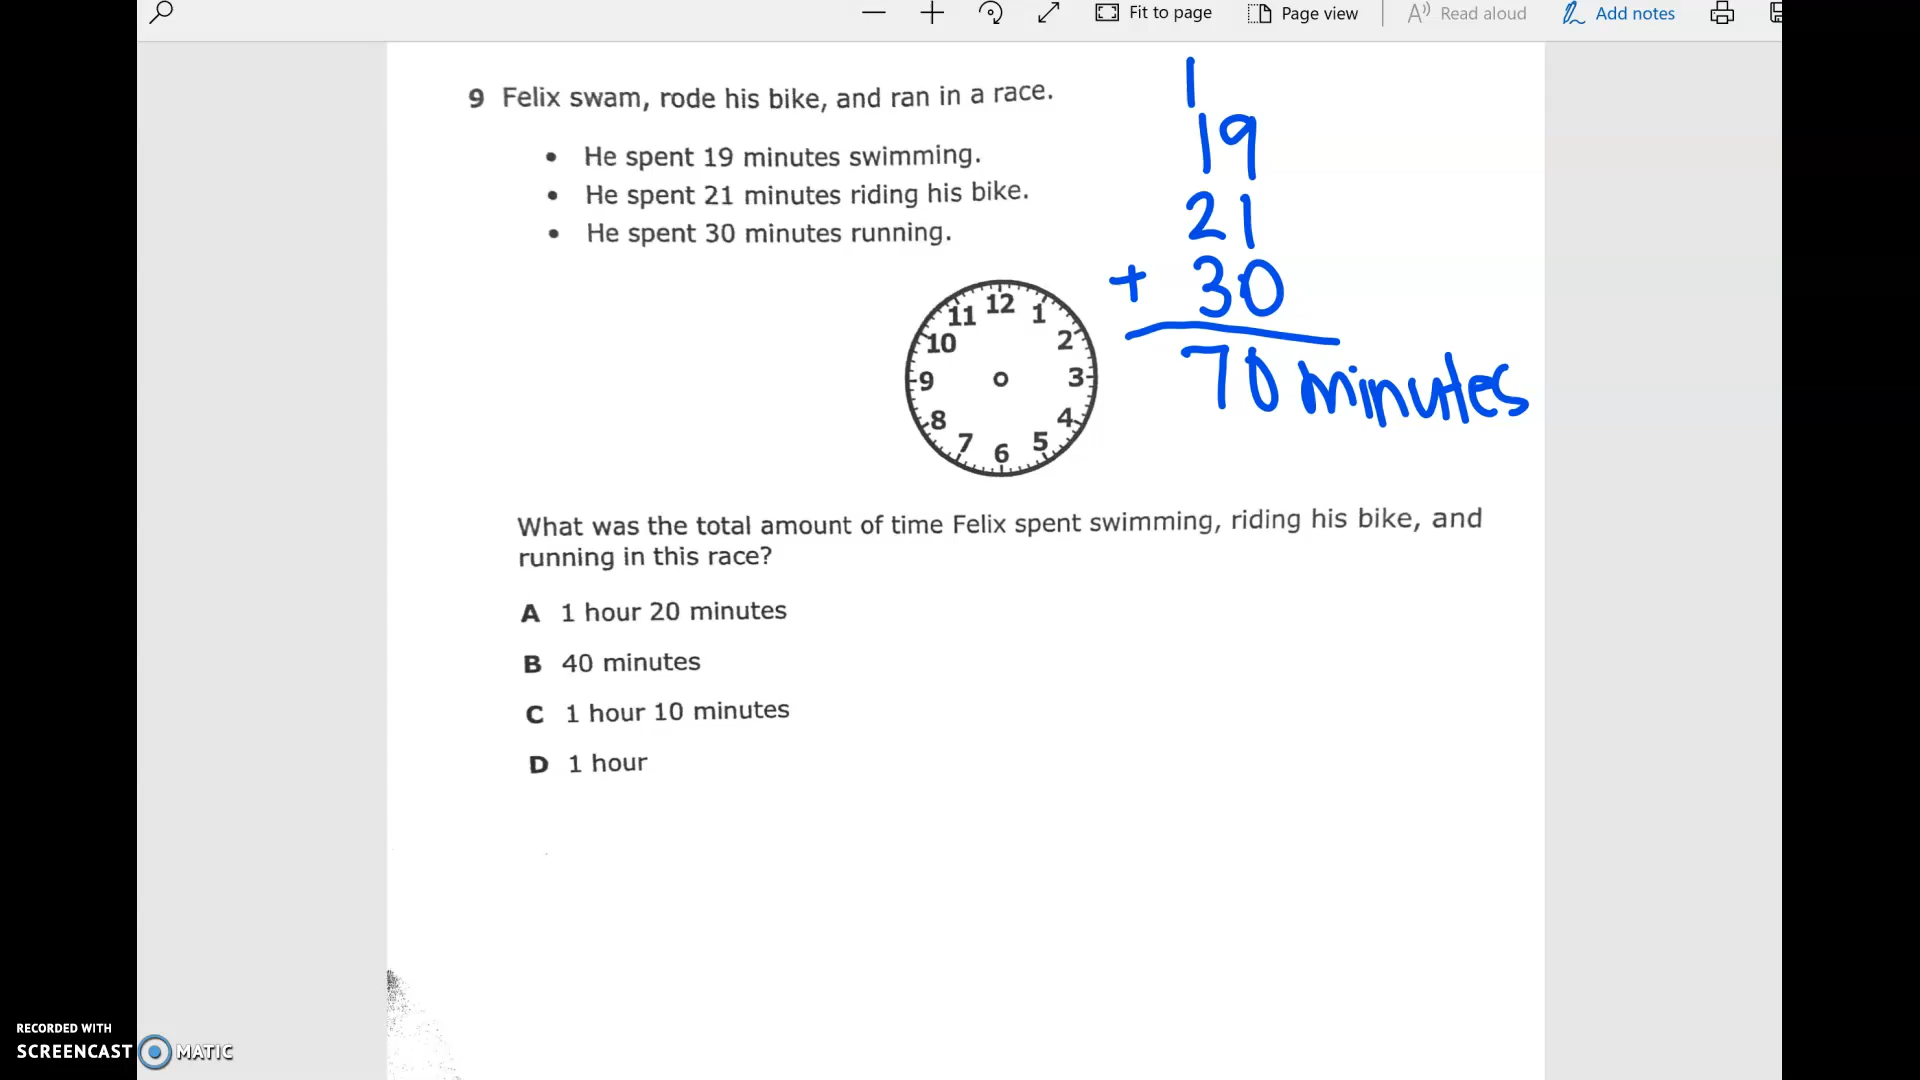 Fit to page Page view Read aloud Add notes
9 Felix swam, rode his bike, and ran in a race.
• He spent 19 minutes swimming.
• He spent 21 minutes riding his bike.
• He spent 30 minutes running.
1
19
21
+ 30
70 minutes
12
11 1
10 2
9 3
8 4
7 5
6
What was the total amount of time Felix spent swimming, riding his bike, and
running in this race?
A 1 hour 20 minutes
B 40 minutes
C 1 hour 10 minutes
D 1 hour
RECORDED WITH
SCREENCAST MATIC